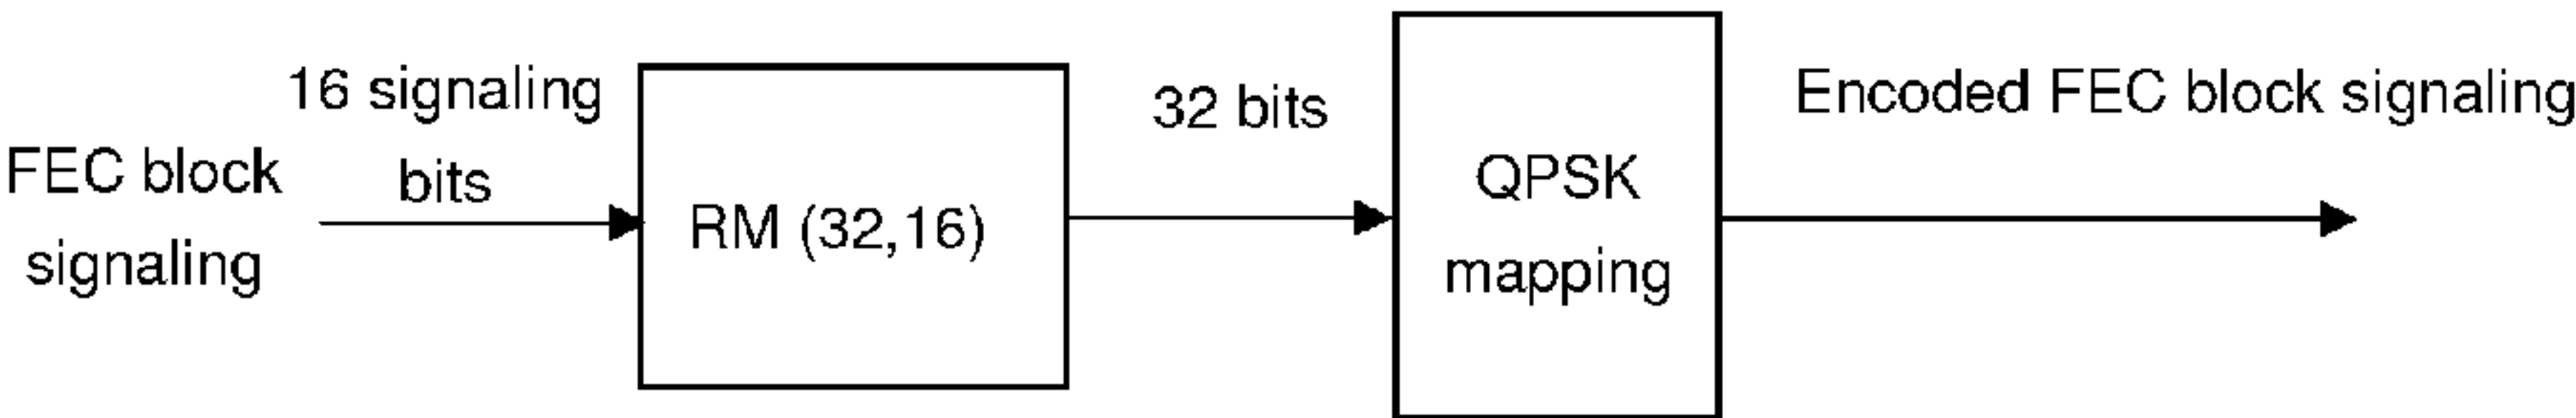 FEC block
signaling
16 signaling
bits
RM (32,16)
32 bits
QPSK
mapping
Encoded FEC block signaling